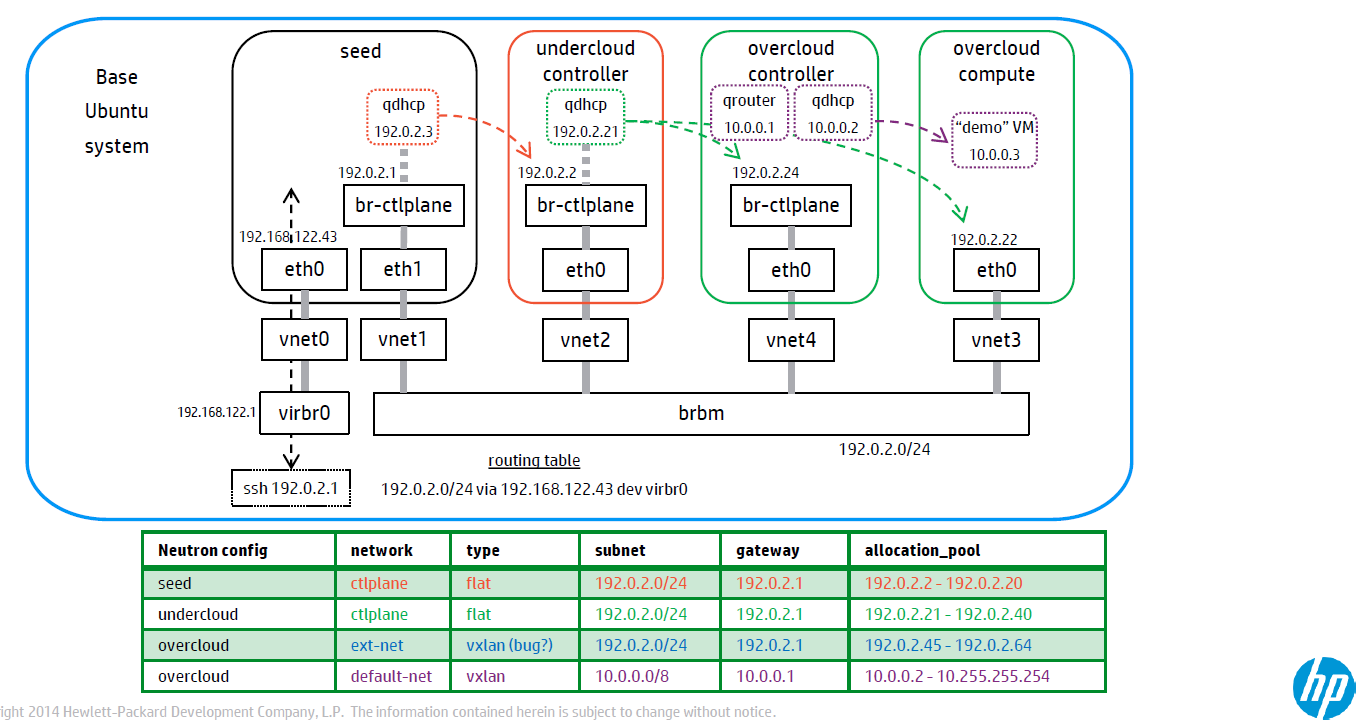 Base
Ubuntu
system
seed
undercloud
controller
overcloud
controller
overcloud
compute
qdhcp
192.0.2.3
qdhcp
192.0.2.21
qrouter
10.0.0.1
qdhcp
10.0.0.2
“demo” VM
10.0.0.3
192.0.2.1
192.0.2.2
192.0.2.24
br-ctlplane
br-ctlplane
br-ctlplane
192.168.122.43
192.0.2.22
eth0
eth1
eth0
eth0
eth0
vnet0
vnet1
vnet2
vnet4
vnet3
192.168.122.1
virbr0
brbm
192.0.2.0/24
routing table
ssh 192.0.2.1
192.0.2.0/24 via 192.168.122.43 dev virbr0
Neutron config network type subnet gateway allocation_pool
seed ctlplane flat 192.0.2.0/24 192.0.2.1 192.0.2.2 - 192.0.2.20
undercloud ctlplane flat 192.0.2.0/24 192.0.2.1 192.0.2.21 - 192.0.2.40
overcloud ext-net vxlan (bug?) 192.0.2.0/24 192.0.2.1 192.0.2.45 - 192.0.2.64
overcloud default-net vxlan 10.0.0.0/8 10.0.0.1 10.0.0.2 - 10.255.255.254
ight 2014 Hewlett-Packard Development Company, L.P. The information contained herein is subject to change without notice.
hp